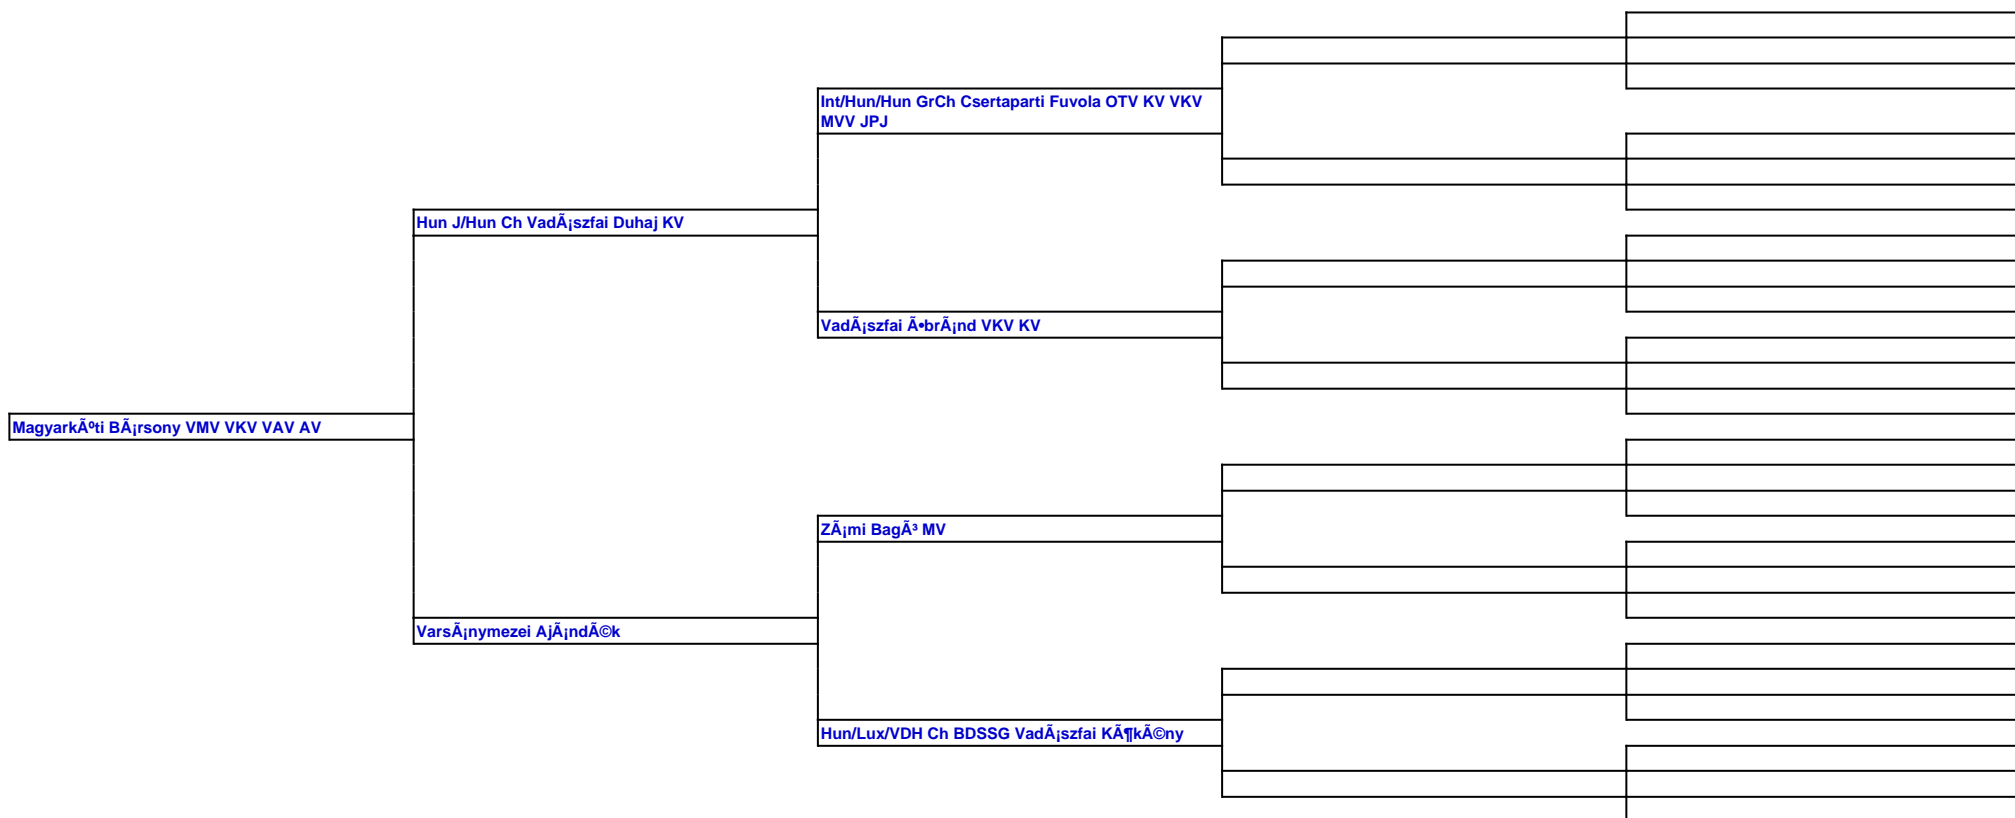 Int/Hun/Hun GrCh Csertaparti Fuvola OTV KV VKV
MVV JPJ
Hun J/Hun Ch VadÃ¡szfai Duhaj KV
VadÃ¡szfai Ã•brÃ¡nd VKV KV
MagyarkÃºti BÃ¡rsony VMV VKV VAV AV
ZÃ¡mi BagÃ³ MV
VarsÃ¡nymezei AjÃ¡ndÃ©k
Hun/Lux/VDH Ch BDSSG VadÃ¡szfai KÃ¶kÃ©ny